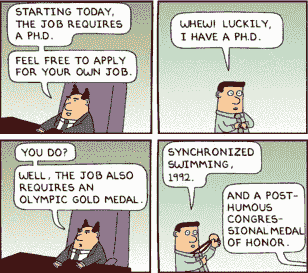 STARTING TODAY,
THE JOB REQUIRES
A PH.D.
FEEL FREE TO APPLY
FOR YOUR OWN JOB.
WHEW! LUCKILY,
I HAVE A PH.D.
YOU DO?
WELL, THE JOB ALSO
REQUIRES AN
OLYMPIC GOLD MEDAL.
SYNCHRONIZED
SWIMMING,
1992.
AND A POST-
HUMOUS
CONGRES-
SIONAL MEDAL
OF HONOR.